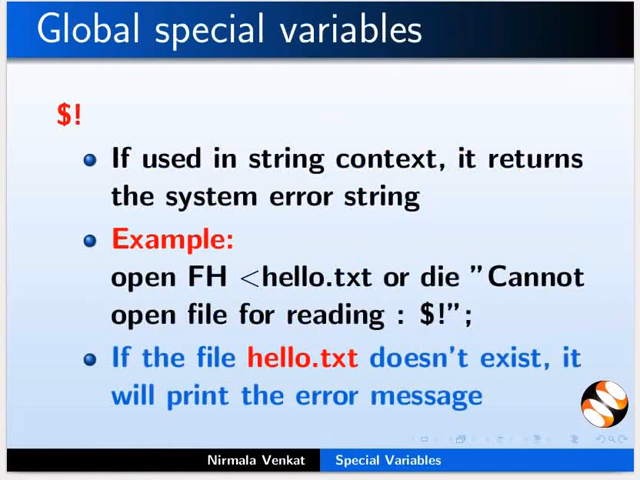 Global special variables
$!
If used in string context, it returns
the system error string
Example:
open FH <hello.txt or die ”Cannot
open file for reading : $!”;
If the file hello.txt doesn't exist, it
will print the error message
Nirmala Venkat Special Variables